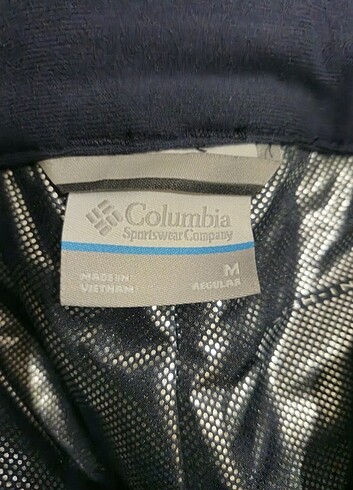 Columbia
Sportswear Company
MADE IN
VIETNAM
M
REGULAR